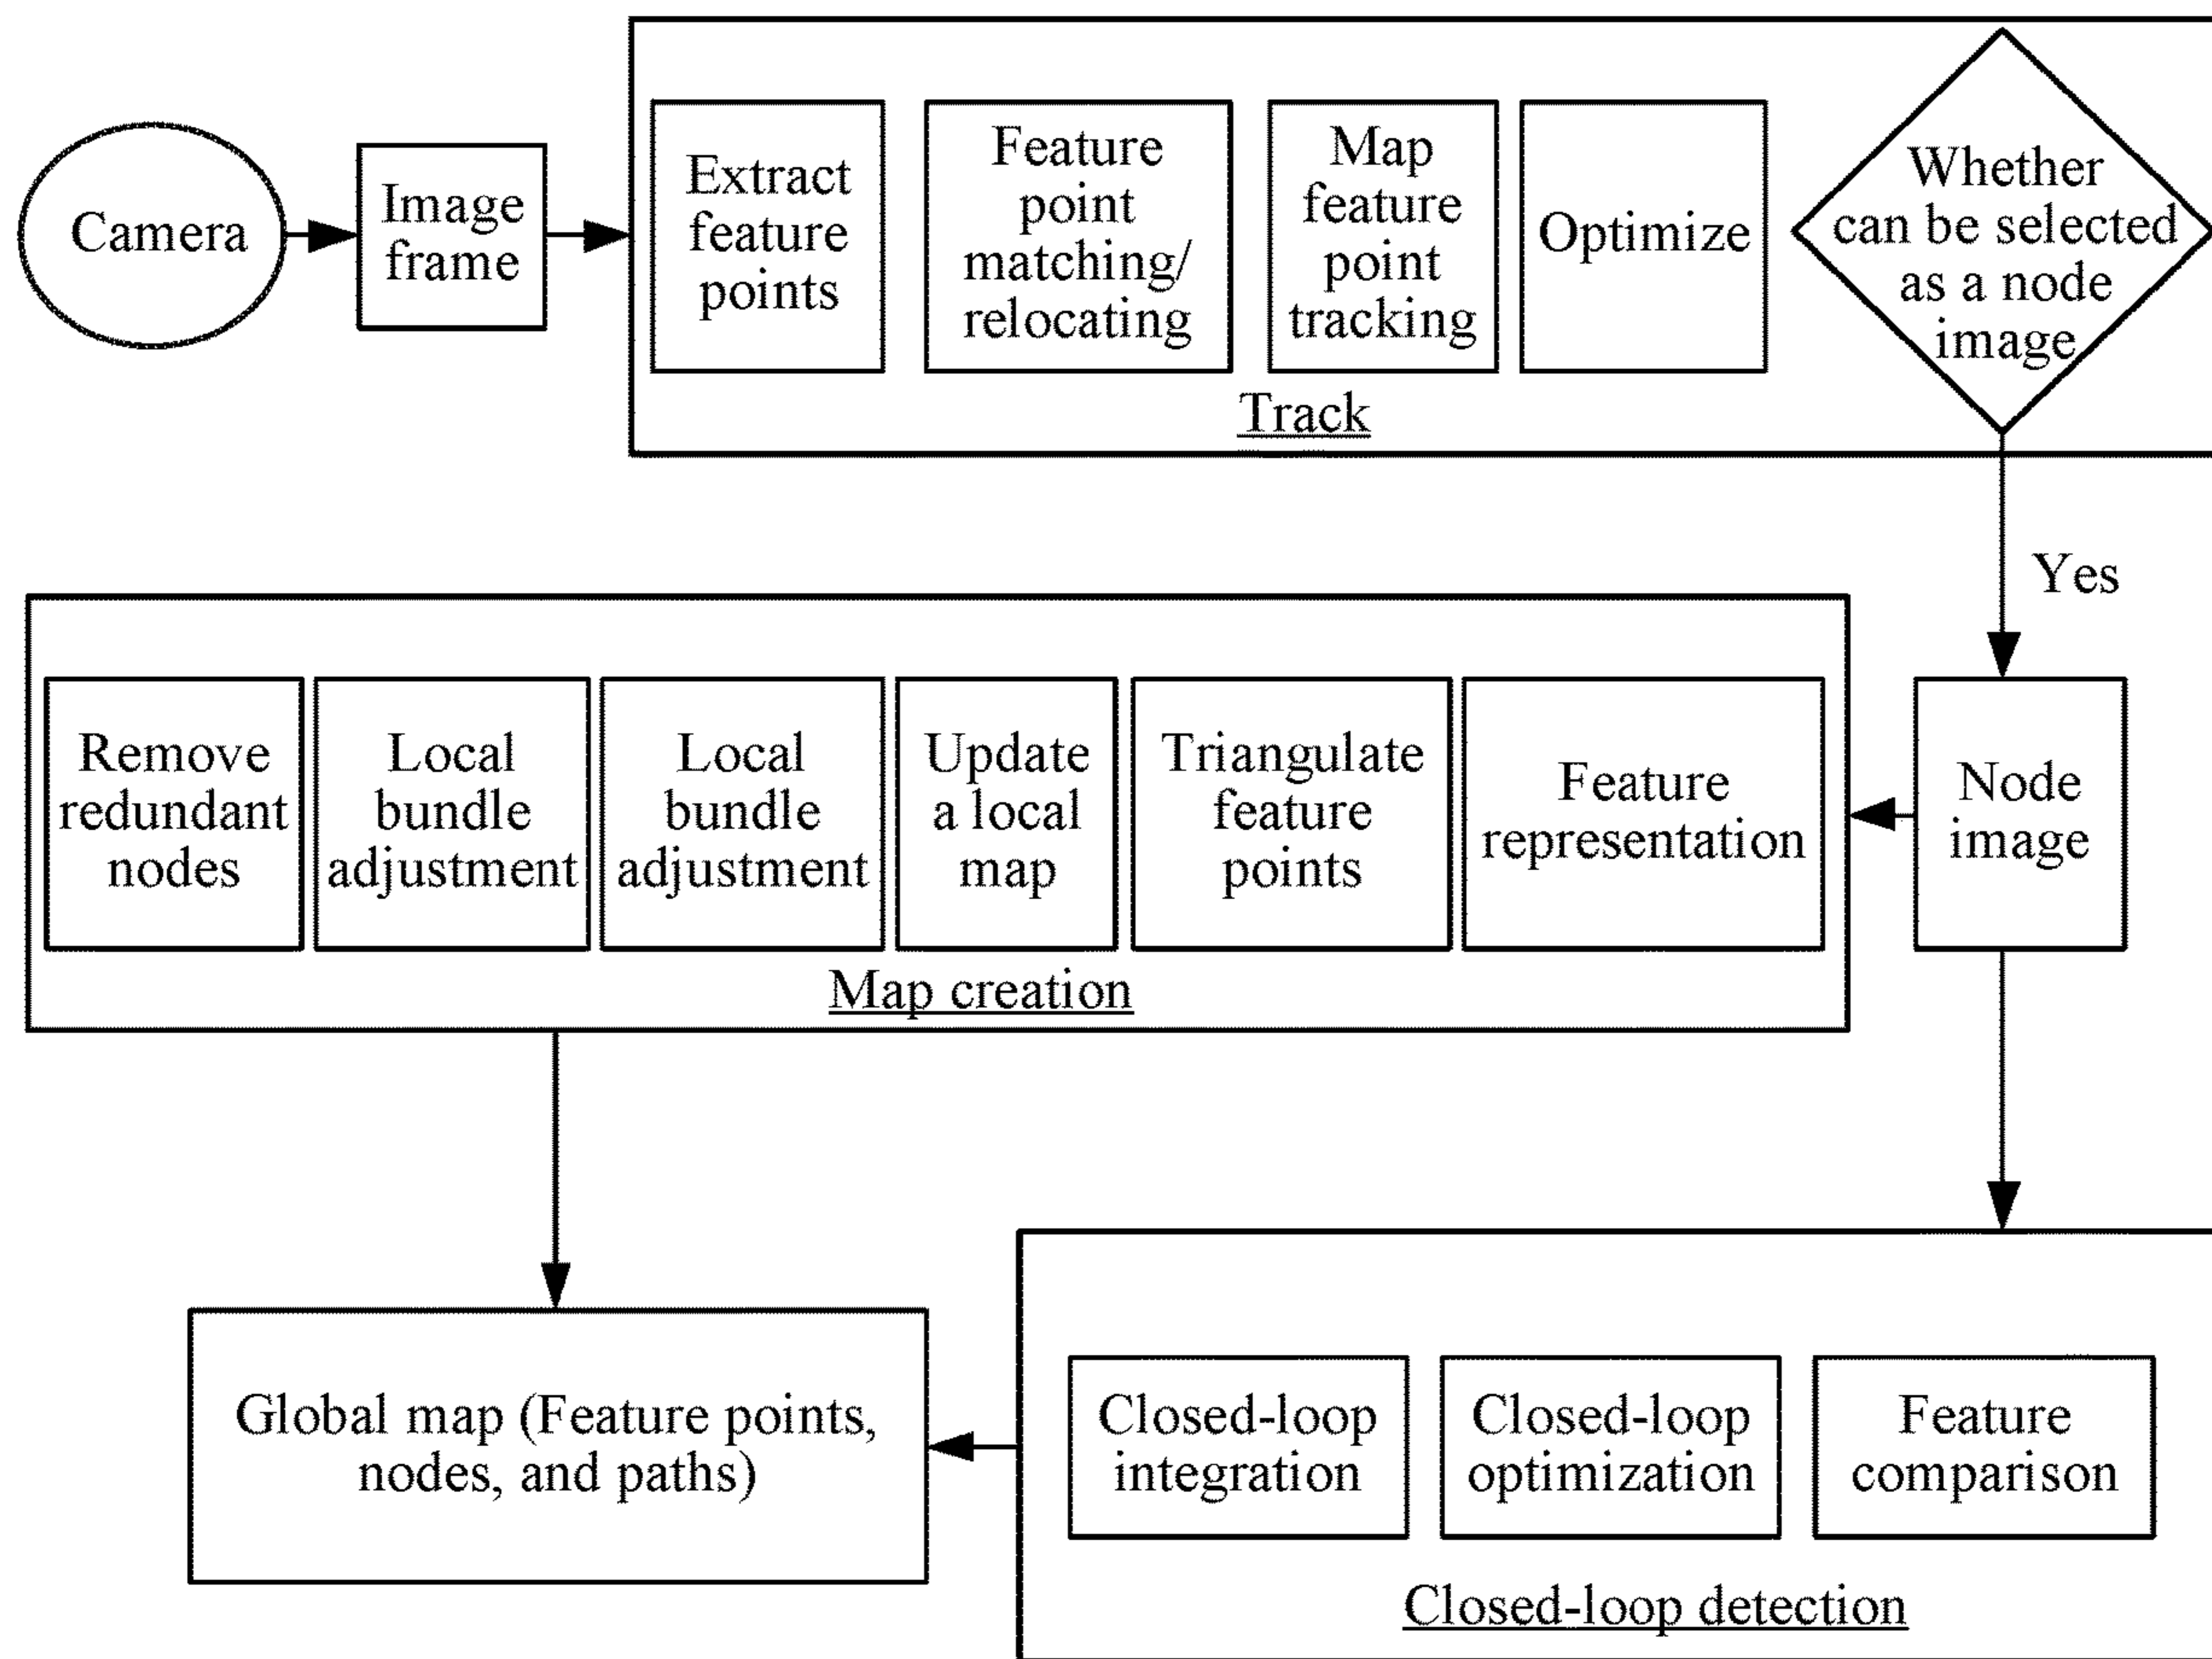 Camera
Image
frame
Extract
feature
points
Feature
point
matching/
relocating
Map
feature
point
tracking
Optimize
Whether
can be selected
as a node
image
Track
Yes
Remove
redundant
nodes
Local
bundle
adjustment
Local
bundle
adjustment
Update
a local
map
Triangulate
feature
points
Feature
representation
Node
image
Map creation
Global map (Feature points,
nodes, and paths)
Closed-loop
integration
Closed-loop
optimization
Feature
comparison
Closed-loop detection